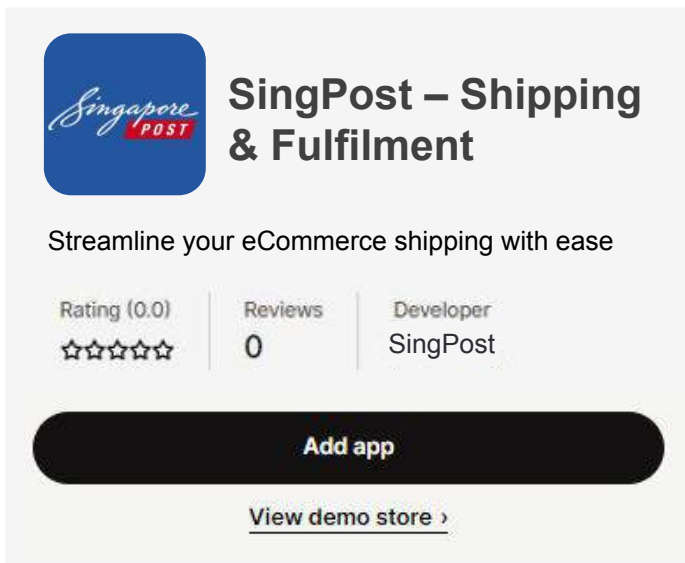 Singapore
POST
SingPost – Shipping
& Fulfilment
Streamline your eCommerce shipping with ease
Rating (0.0) Reviews Developer
0 SingPost
Add app
View demo store ›